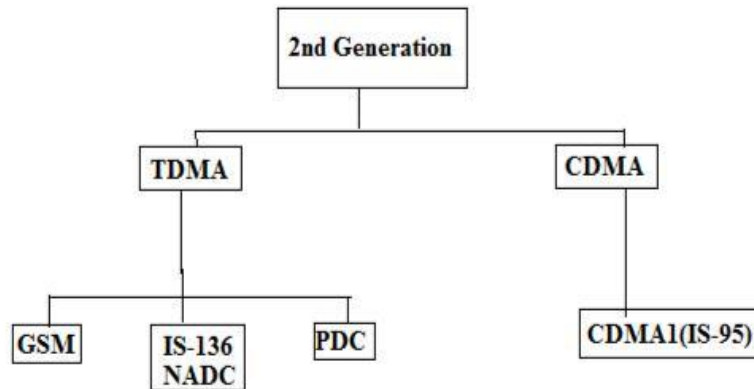 2nd Generation
TDMA
CDMA
GSM
IS-136
NADC
PDC
CDMA1(IS-95)